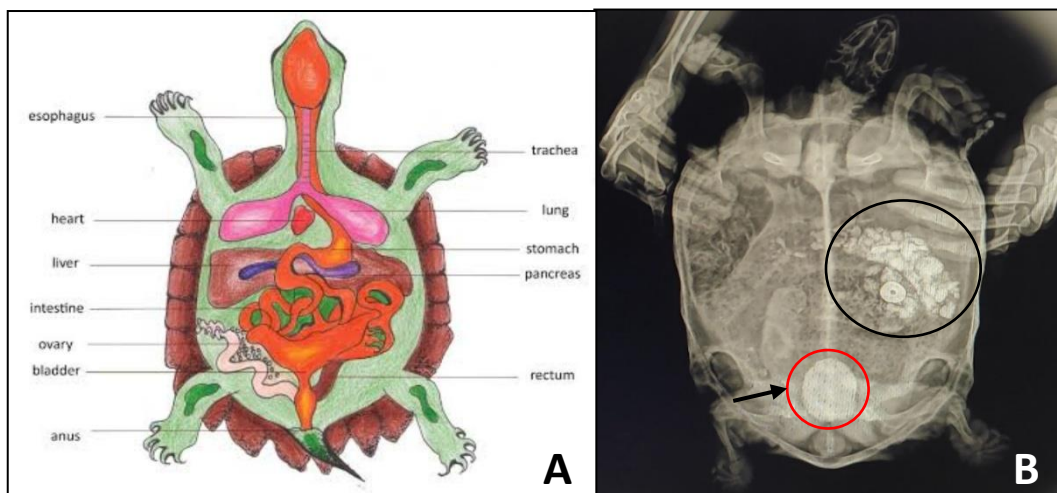 esophagus
trachea
heart
lung
stomach
liver
pancreas
intestine
ovary
bladder
rectum
anus
A
B